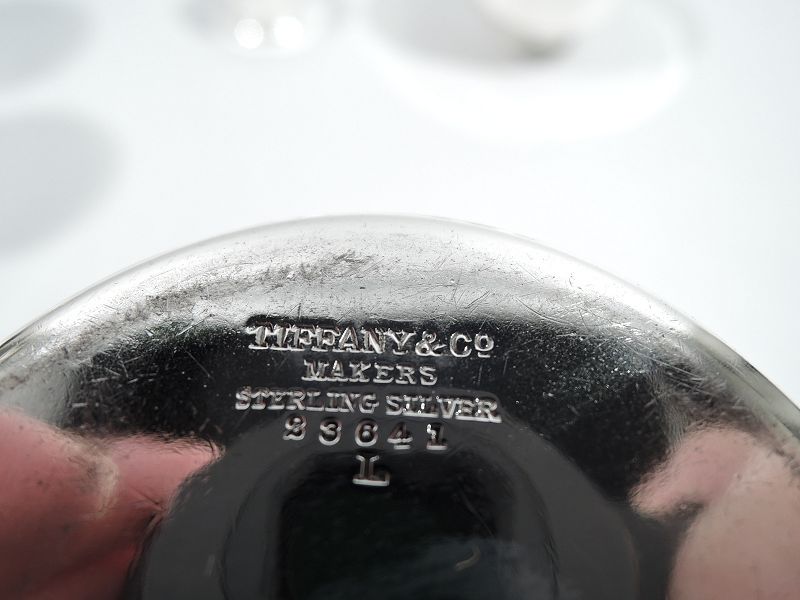 TIFFANY & Cº
MAKERS
STERLING SILVER
23641
L